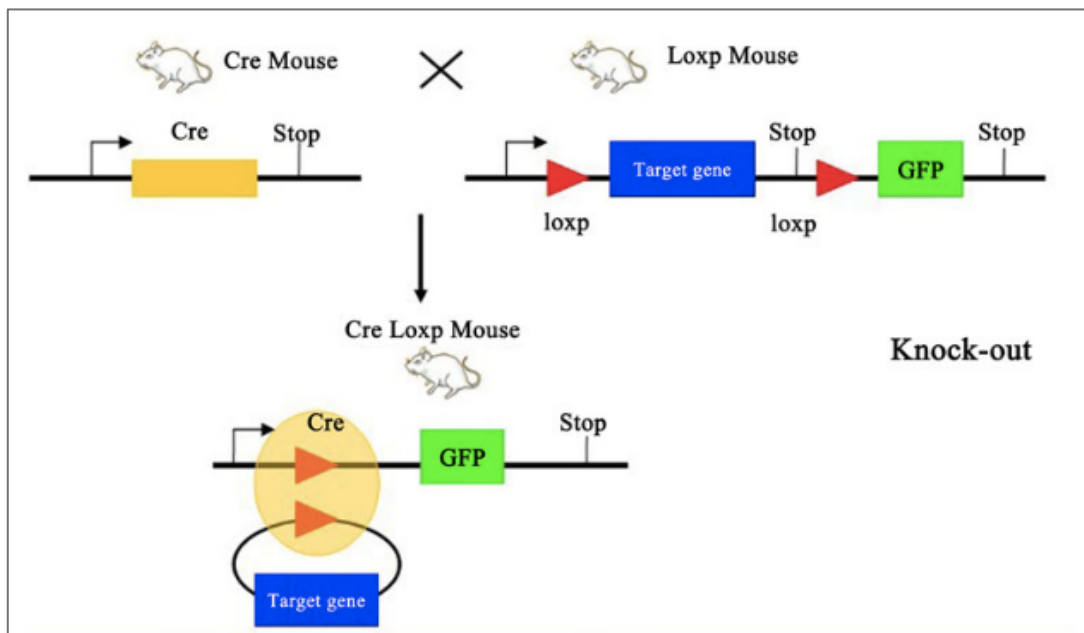 Cre Mouse
Loxp Mouse
Cre
Stop
Stop
Stop
Target gene
GFP
loxp
loxp
Cre Loxp Mouse
Knock-out
Cre
Stop
GFP
Target gene